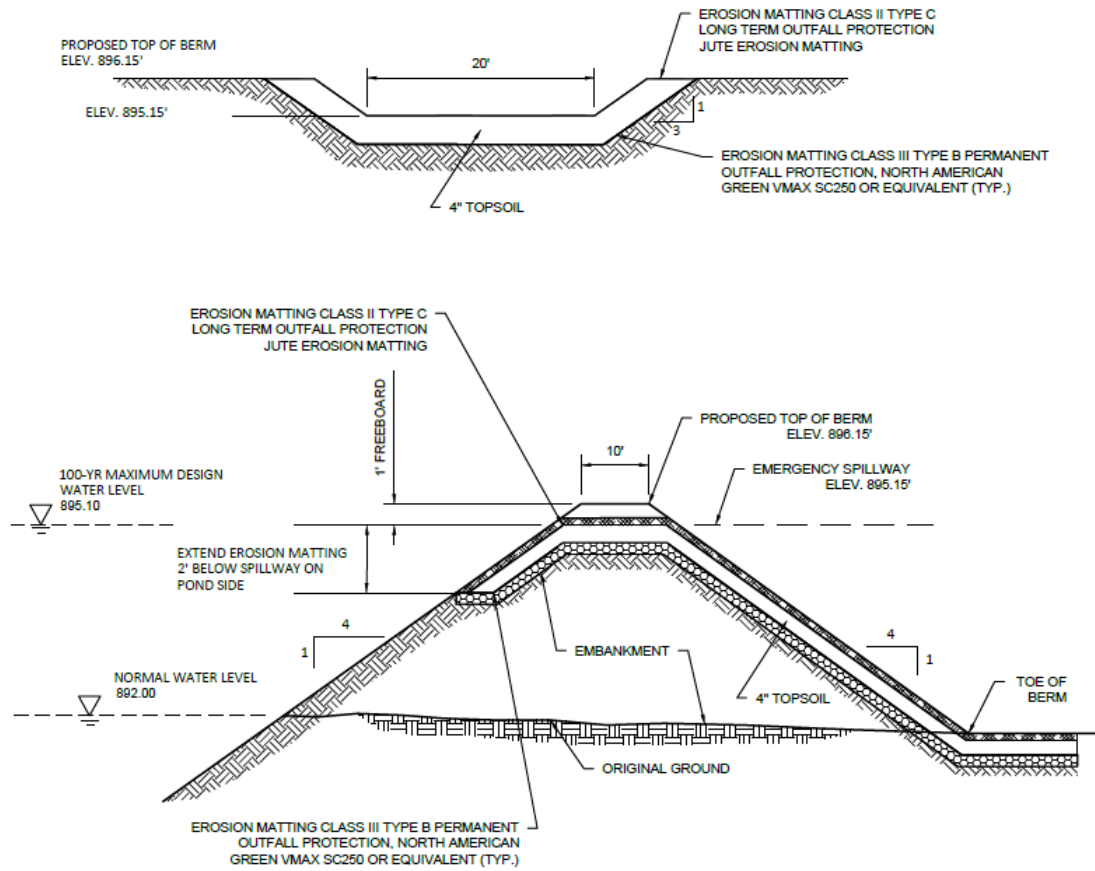 EROSION MATTING CLASS II TYPE C
LONG TERM OUTFALL PROTECTION
JUTE EROSION MATTING
PROPOSED TOP OF BERM
ELEV. 896.15'
20'
ELEV. 895.15'
1
3
EROSION MATTING CLASS III TYPE B PERMANENT
OUTFALL PROTECTION, NORTH AMERICAN
GREEN VMAX SC250 OR EQUIVALENT (TYP.)
4" TOPSOIL
EROSION MATTING CLASS II TYPE C
LONG TERM OUTFALL PROTECTION
JUTE EROSION MATTING
1' FREEBOARD
PROPOSED TOP OF BERM
ELEV. 896.15'
10'
EMERGENCY SPILLWAY
ELEV. 895.15'
100-YR MAXIMUM DESIGN
WATER LEVEL
895.10
EXTEND EROSION MATTING
2' BELOW SPILLWAY ON
POND SIDE
4
1
4
1
EMBANKMENT
NORMAL WATER LEVEL
892.00
4" TOPSOIL
TOE OF
BERM
ORIGINAL GROUND
EROSION MATTING CLASS III TYPE B PERMANENT
OUTFALL PROTECTION, NORTH AMERICAN
GREEN VMAX SC250 OR EQUIVALENT (TYP.)